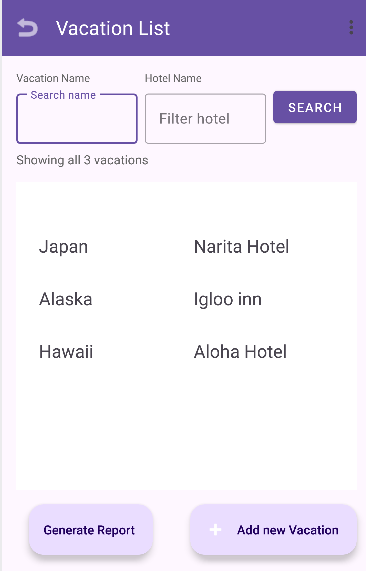 Vacation List
Vacation Name Hotel Name
Search name
Filter hotel
SEARCH
Showing all 3 vacations
Japan Narita Hotel
Alaska Igloo inn
Hawaii Aloha Hotel
Generate Report
+ Add new Vacation